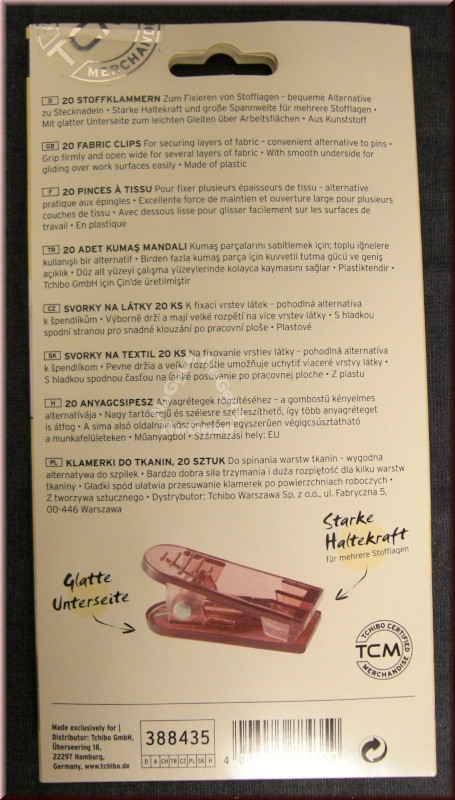 TCM
MERCHAND
D 20 STOFFKLAMMERN Zum Fixieren von Stofflagen – bequeme Alternative
zu Stecknadeln • Starke Haltekraft und große Spannweite für mehrere Stofflagen •
Mit glatter Unterseite zum leichten Gleiten über Arbeitsflächen • Aus Kunststoff
GB 20 FABRIC CLIPS For securing layers of fabric – convenient alternative to pins •
Grip firmly and open wide for several layers of fabric • With smooth underside for
gliding over work surfaces easily • Made of plastic
F 20 PINCES À TISSU Pour fixer plusieurs épaisseurs de tissu – alternative
pratique aux épingles • Excellente force de maintien et ouverture large pour plusieurs
couches de tissu • Avec dessous lisse pour glisser facilement sur les surfaces de
travail • En plastique
TR 20 ADET KUMAŞ MANDALI Kumaş parçalarını sabitlemek için; toplu iğnelere
kullanışlı bir alternatif • Birden fazla kumaş parça için kuvvetli tutma gücü ve geniş
açıklık • Düz alt yüzeyi çalışma yüzeylerinde kolayca kaymasını sağlar • Plastiktendir •
Tchibo GmbH için Çin'de üretilmiştir
CZ SVORKY NA LÁTKY 20 KS K fixaci vrstev látek – pohodlná alternativa
k špendlíkům • Výborně drží a mají velké rozpětí na více vrstev látky • S hladkou
spodní stranou pro snadné klouzání po pracovní ploše • Plastové
SK SVORKY NA TEXTIL 20 KS Na fixovanie vrstiev látky – pohodlná alternatíva
k špendlíkom • Pevne držia a veľké rozpätie umožňuje uchytiť viaceré vrstvy látky •
S hladkou spodnou časťou na ľahké posúvanie po pracovnej ploche • Z plastu
H 20 ANYAGCSIPESZ Anyagrétegek rögzítéséhez – a gombostű kényelmes
alternatívája • Nagy tartóerejű és szélesre szétfeszíthető, így több anyagréteget
is átfog • A sima alsó oldalnak köszönhetően egyszerűen végigcsúsztatható
a munkafelületeken • Műanyagból • Származási hely: EU
PL KLAMERKI DO TKANIN, 20 SZTUK Do spinania warstw tkanin – wygodna
alternatywa do szpilek • Bardzo dobra siła trzymania i duża rozpiętość dla kilku warstw
tkaniny • Gładki spód ułatwia przesuwanie klamerek po powierzchniach roboczych •
Z tworzywa sztucznego • Dystrybutor: Tchibo Warszawa Sp. z o.o., ul. Fabryczna 5,
00-446 Warszawa
Starke
Haltekraft
für mehrere Stofflagen
Glatte
Unterseite
TCHIBO CERTIFIED
TCM
MERCHANDISE
Made exclusively for |
Distributor: Tchibo GmbH,
Überseering 18,
22297 Hamburg,
Germany, www.tchibo.de
388435
D A CH TR CZ PL SK H
4